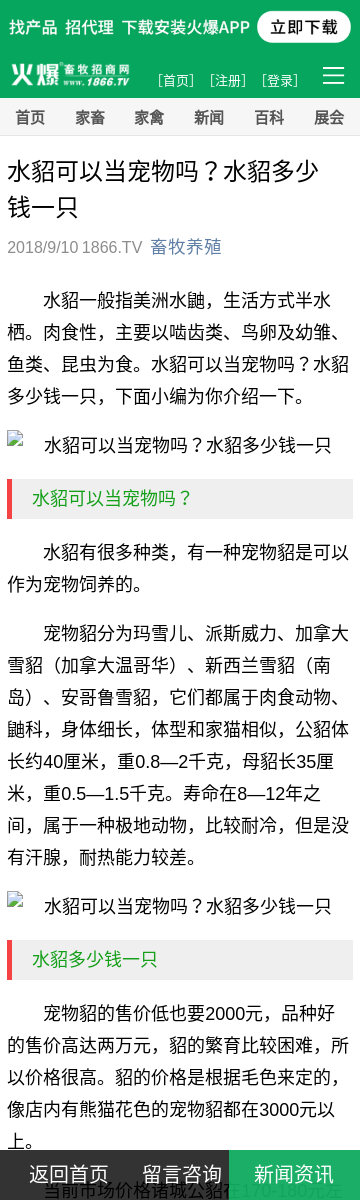 找产品 招代理 下载安装火爆APP 立即下载
火爆 畜牧招商网 www.1866.TV [首页] [注册] [登录]
首页 家畜 家禽 新闻 百科 展会
水貂可以当宠物吗？水貂多少
钱一只
2018/9/10 1866.TV 畜牧养殖
水貂一般指美洲水鼬，生活方式半水
栖。肉食性，主要以啮齿类、鸟卵及幼雏、
鱼类、昆虫为食。水貂可以当宠物吗？水貂
多少钱一只，下面小编为你介绍一下。
水貂可以当宠物吗？水貂多少钱一只
水貂可以当宠物吗？
水貂有很多种类，有一种宠物貂是可以
作为宠物饲养的。
宠物貂分为玛雪儿、派斯威力、加拿大
雪貂（加拿大温哥华）、新西兰雪貂（南
岛）、安哥鲁雪貂，它们都属于肉食动物、
鼬科，身体细长，体型和家猫相似，公貂体
长约40厘米，重0.8—2千克，母貂长35厘
米，重0.5—1.5千克。寿命在8—12年之
间，属于一种极地动物，比较耐冷，但是没
有汗腺，耐热能力较差。
水貂可以当宠物吗？水貂多少钱一只
水貂多少钱一只
宠物貂的售价低也要2000元，品种好
的售价高达两万元，貂的繁育比较困难，所
以价格很高。貂的价格是根据毛色来定的，
像店内有熊猫花色的宠物貂都在3000元以
上。
当前市场价格诸城公貂在170-180元左
返回首页 留言咨询 新闻资讯